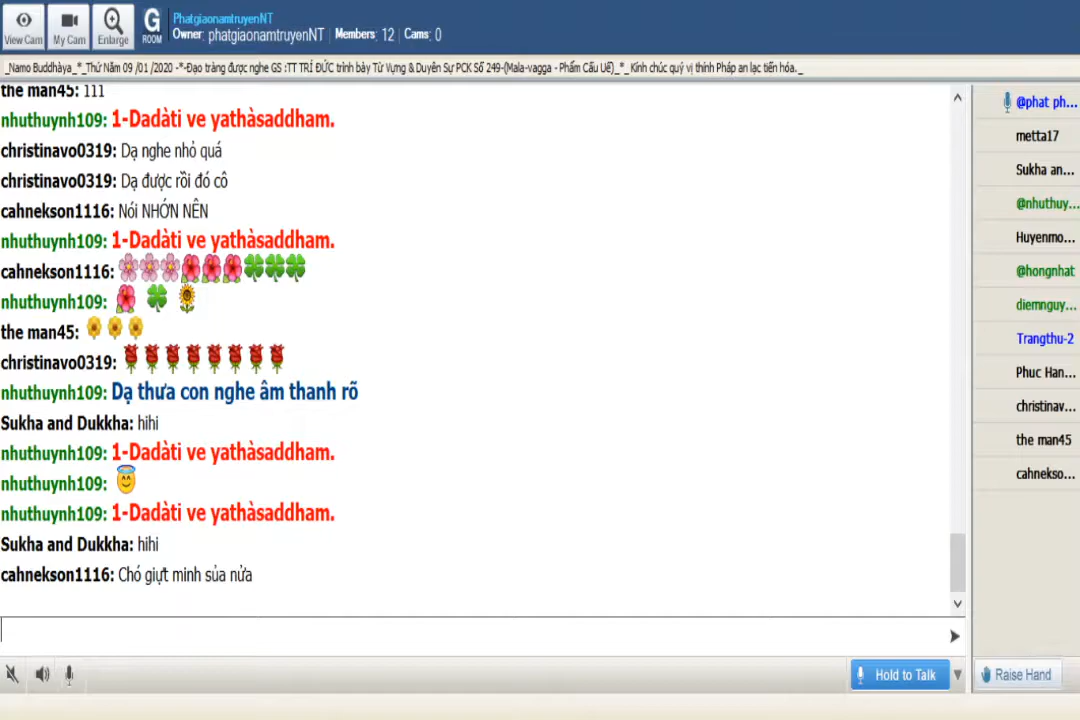 View Cam
My Cam
Enlarge
G
ROOM
PhatgiaonamtruyenNT
Owner: phatgiaonamtruyenNT | Members: 12 | Cams: 0
_Namo Buddhàya_*_Thứ Năm 09 /01 /2020 -*-Đạo tràng được nghe GS :TT TRÍ ĐỨC trình bày Từ Vựng & Duyên Sự PCK Số 249-(Mala-vagga - Phẩm Cấu Uế)_*_ Kính chúc quý vị thính Pháp an lạc tiến hóa._
the man45: 111
nhuthuynh109: 1-Dadàti ve yathàsaddham.
christinavo0319: Dạ nghe nhỏ quá
christinavo0319: Dạ được rồi đó cô
cahnekson1116: Nói NHỚN NÊN
nhuthuynh109: 1-Dadàti ve yathàsaddham.
cahnekson1116:
nhuthuynh109:
the man45:
christinavo0319:
nhuthuynh109: Dạ thưa con nghe âm thanh rõ
Sukha and Dukkha: hihi
nhuthuynh109: 1-Dadàti ve yathàsaddham.
nhuthuynh109:
nhuthuynh109: 1-Dadàti ve yathàsaddham.
Sukha and Dukkha: hihi
cahnekson1116: Chó giựt minh sủa nửa
@phat ph...
metta17
Sukha an...
@nhuthuy...
Huyenmo...
@hongnhat
diemnguy...
Trangthu-2
Phuc Han...
christinav...
the man45
cahnekso...
Hold to Talk
Raise Hand